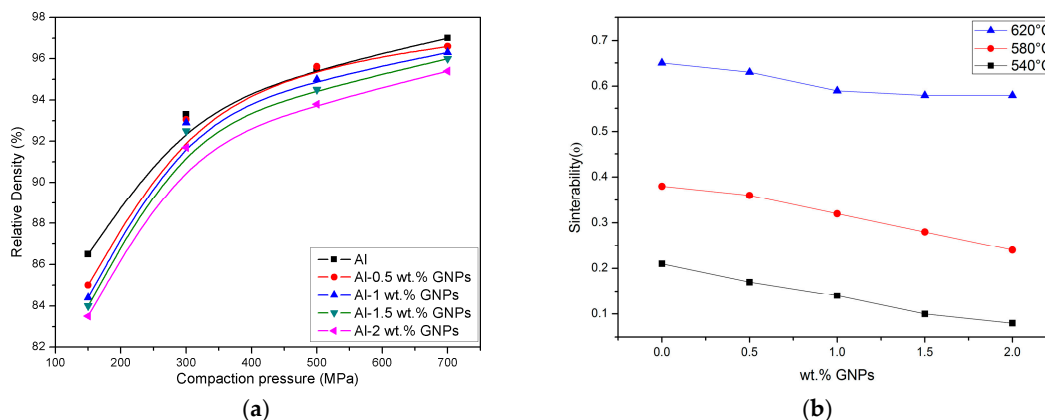 (a)
98
96
94
92
90
88
86
84
82
Relative Density (%)
Al
Al-0.5 wt.% GNPs
Al-1 wt.% GNPs
Al-1.5 wt.% GNPs
Al-2 wt.% GNPs
100 200 300 400 500 600 700
Compaction pressure (MPa)
(b)
0.7
0.6
0.5
0.4
0.3
0.2
0.1
Sinterability(ο)
620°C
580°C
540°C
0.0 0.5 1.0 1.5 2.0
wt.% GNPs
(a)
(b)